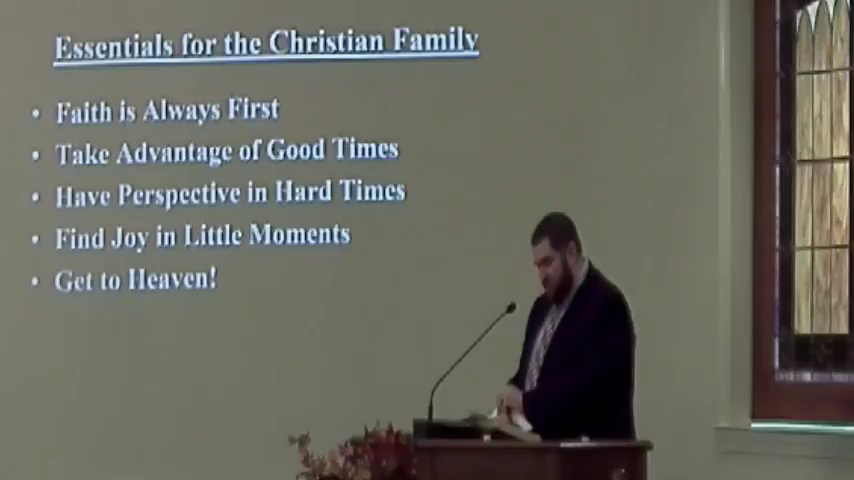 Essentials for the Christian Family
• Faith is Always First
• Take Advantage of Good Times
• Have Perspective in Hard Times
• Find Joy in Little Moments
• Get to Heaven!